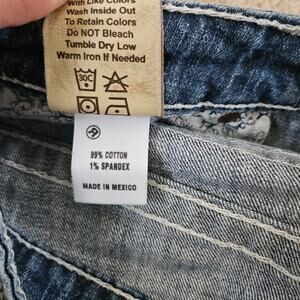 With Like Colors
Wash Inside Out
To Retain Colors
Do NOT Bleach
Tumble Dry Low
Warm Iron If Needed
30C
99% COTTON
1% SPANDEX
MADE IN MEXICO